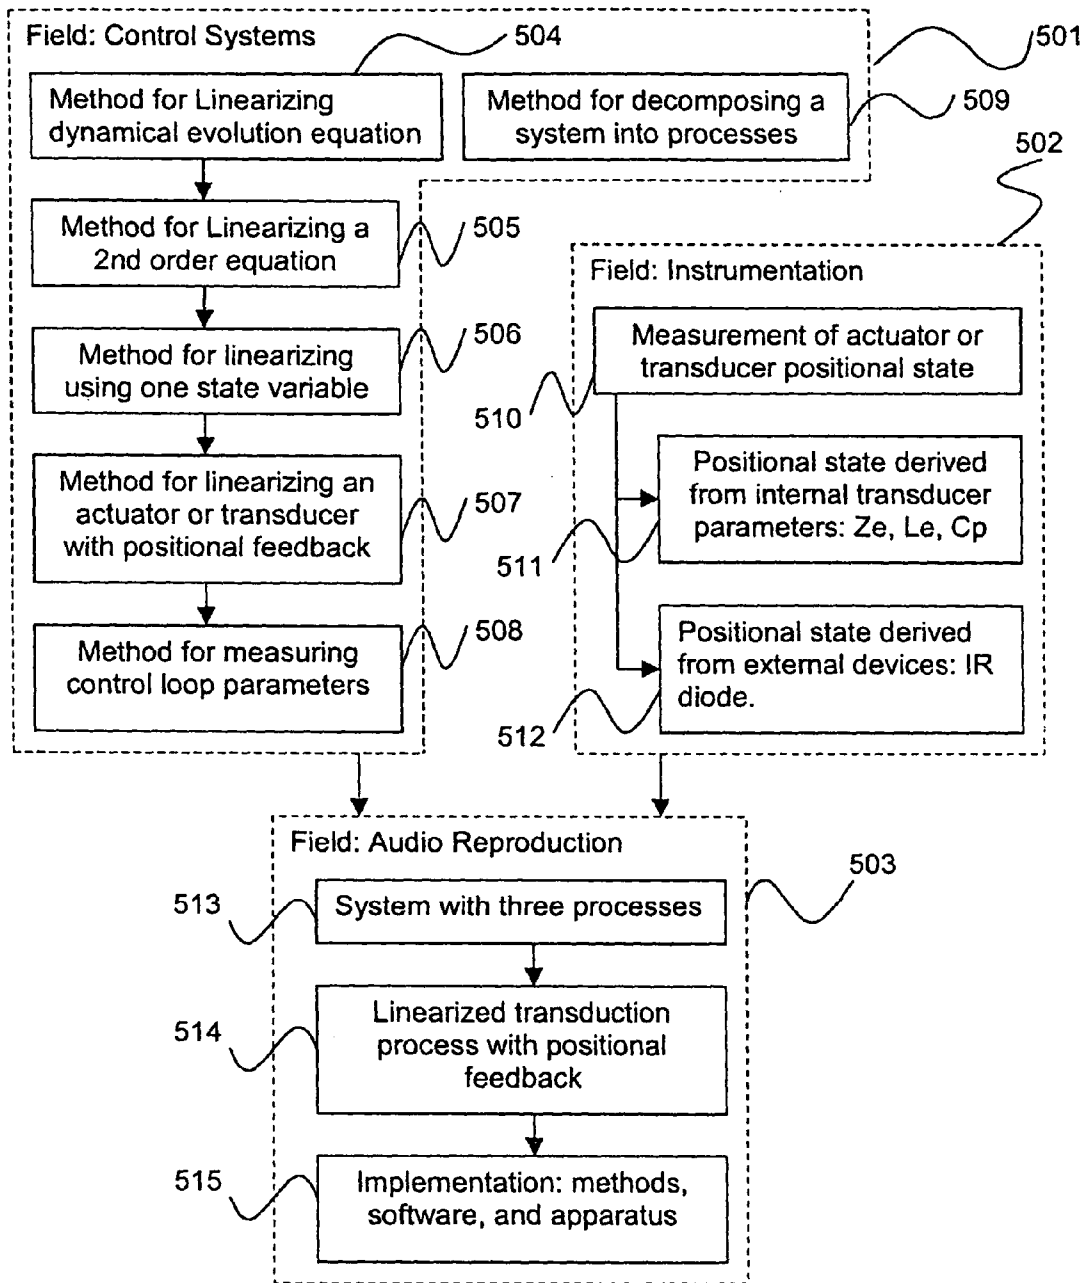 Field: Control Systems
504
501
Method for Linearizing
dynamical evolution equation
Method for decomposing a
system into processes
509
502
Method for Linearizing a
2nd order equation
505
Field: Instrumentation
Method for linearizing
using one state variable
506
Measurement of actuator or
transducer positional state
510
Method for linearizing an
actuator or transducer
with positional feedback
507
Positional state derived
from internal transducer
parameters: Ze, Le, Cp
511
Method for measuring
control loop parameters
508
Positional state derived
from external devices: IR
diode.
512
Field: Audio Reproduction
503
513
System with three processes
514
Linearized transduction
process with positional
feedback
515
Implementation: methods,
software, and apparatus